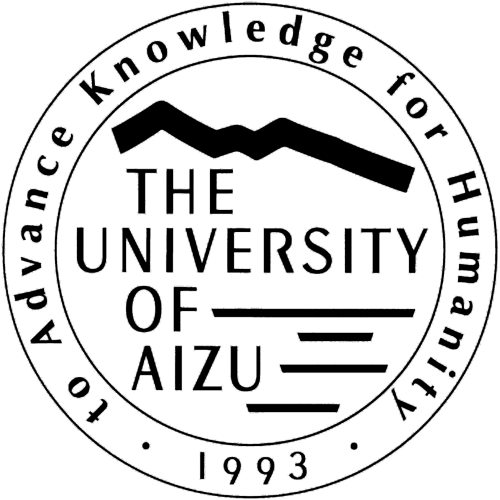 to Advance Knowledge for Humanity
THE
UNIVERSITY
OF
AIZU
· 1993 ·